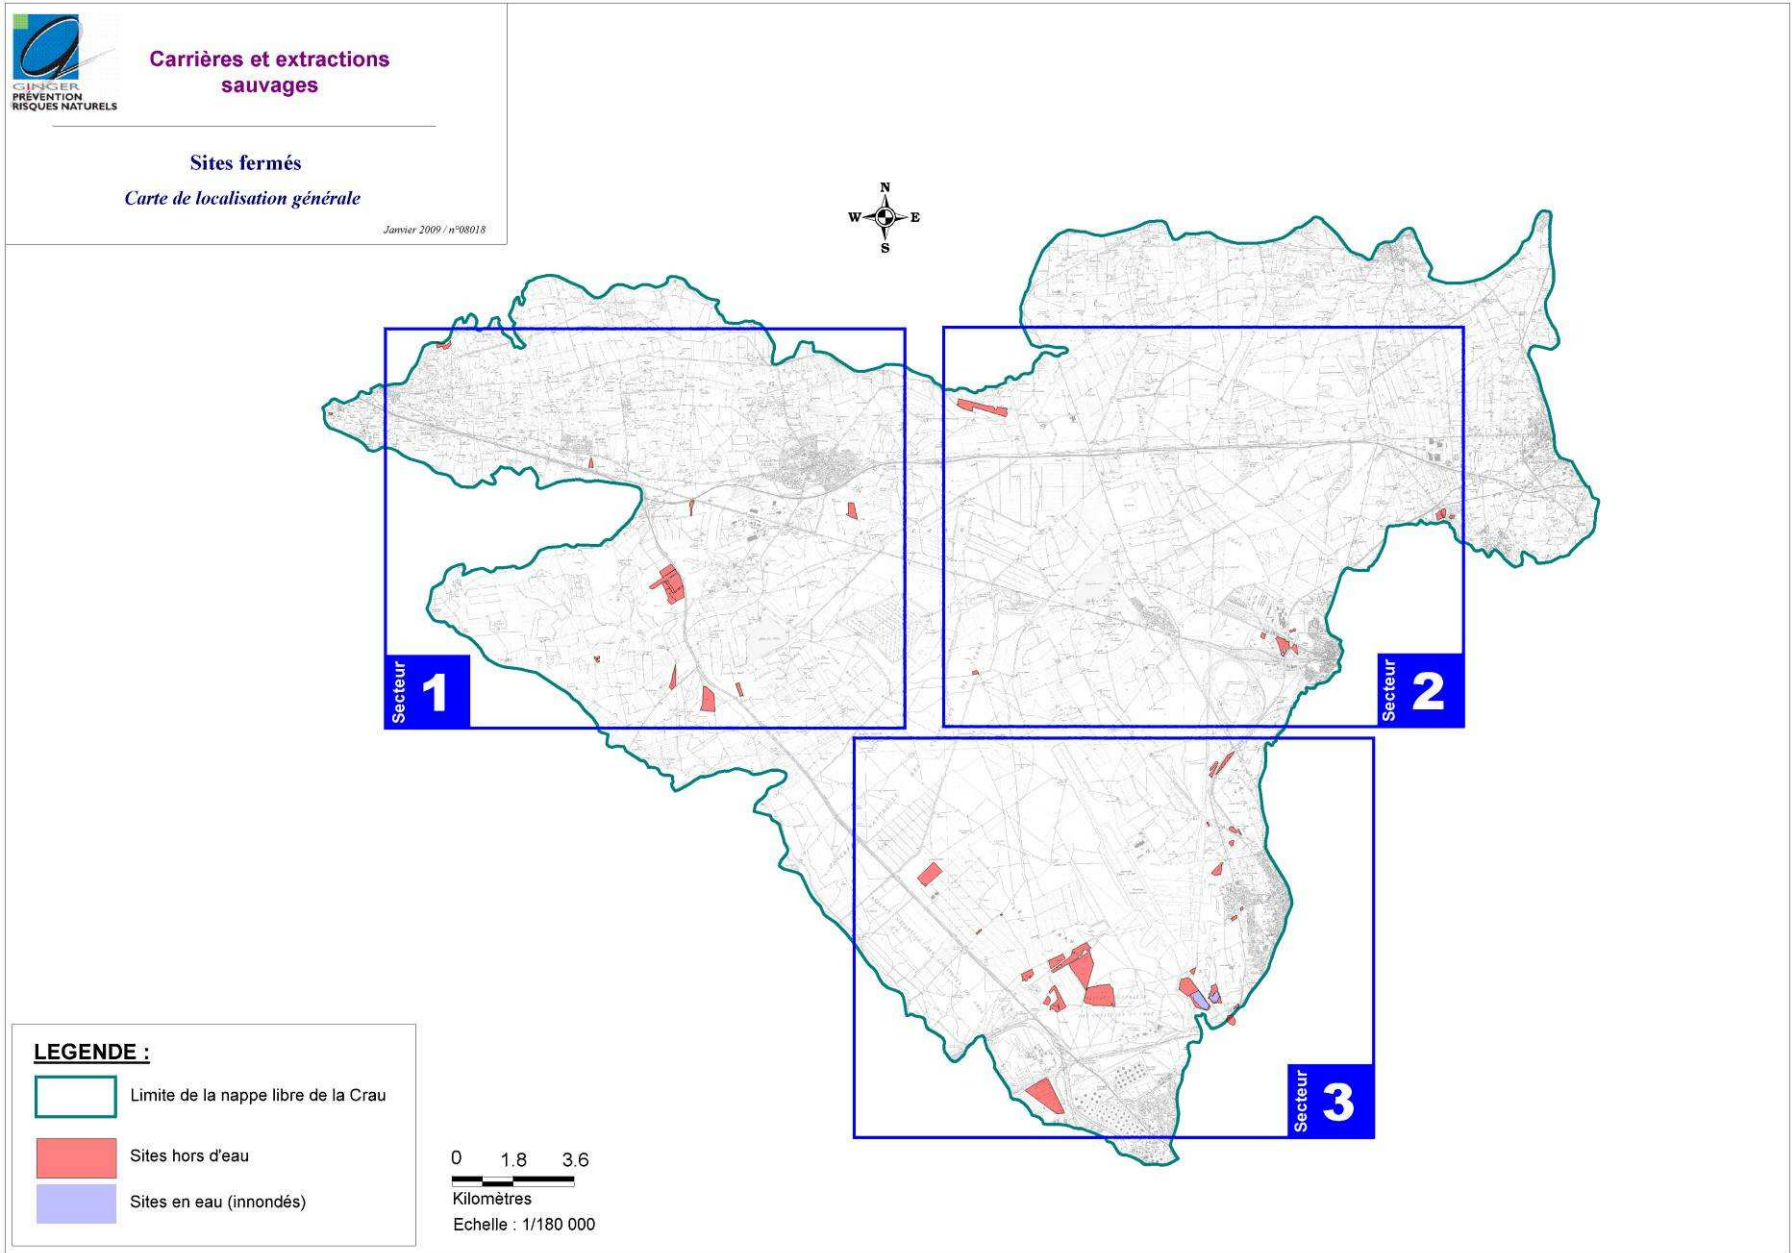 GINGER
PRÉVENTION
RISQUES NATURELS
Carrières et extractions
sauvages
Sites fermés
Carte de localisation générale
Janvier 2009 / n°08018
N
W
E
S
Secteur
1
Secteur
2
Secteur
3
LEGENDE :
Limite de la nappe libre de la Crau
Sites hors d'eau
Sites en eau (innondés)
0 1.8 3.6
Kilomètres
Echelle : 1/180 000